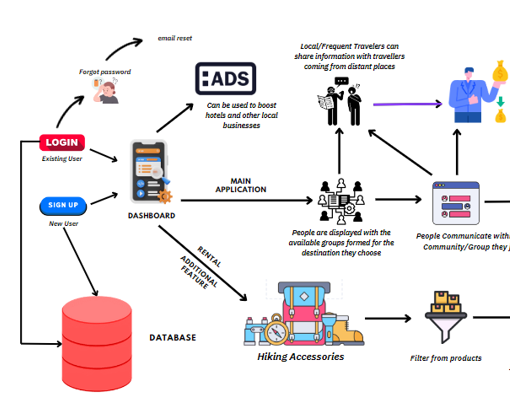 email reset
Forgot password
:ADS
Can be used to boost
hotels and other local
businesses
Local/Frequent Travelers can
share information with travellers
coming from distant places
LOGIN
Existing User
SIGN UP
New User
DASHBOARD
MAIN
APPLICATION
People are displayed with the
available groups formed for the
destination they choose
People Communicate with
Community/Group they
RENTAL
ADDITIONAL
FEATURE
DATABASE
Hiking Accessories
Filter from products